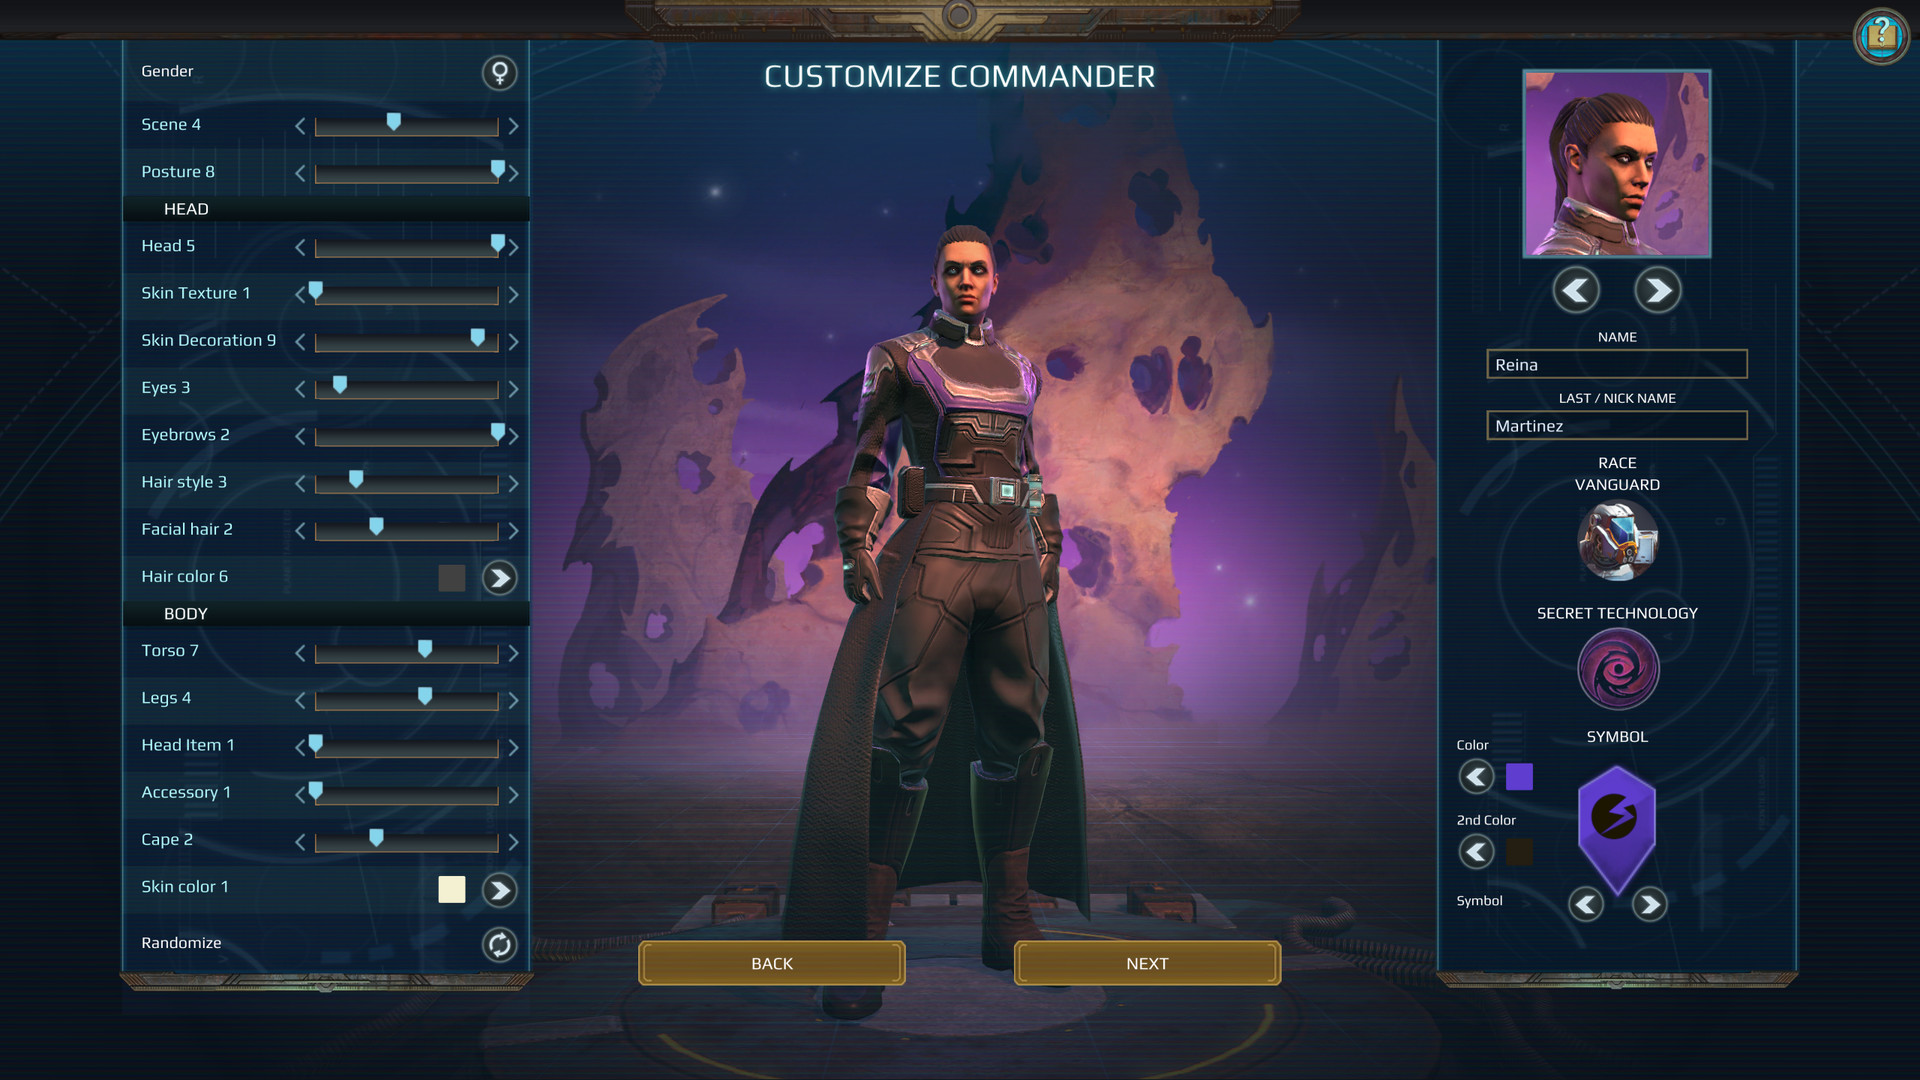 CUSTOMIZE COMMANDER
Gender
Scene 4
Posture 8
HEAD
Head 5
Skin Texture 1
Skin Decoration 9
Eyes 3
Eyebrows 2
Hair style 3
Facial hair 2
Hair color 6
BODY
Torso 7
Legs 4
Head Item 1
Accessory 1
Cape 2
Skin color 1
Randomize
BACK
NEXT
NAME
Reina
LAST / NICK NAME
Martinez
RACE
VANGUARD
SECRET TECHNOLOGY
SYMBOL
Color
2nd Color
Symbol
?